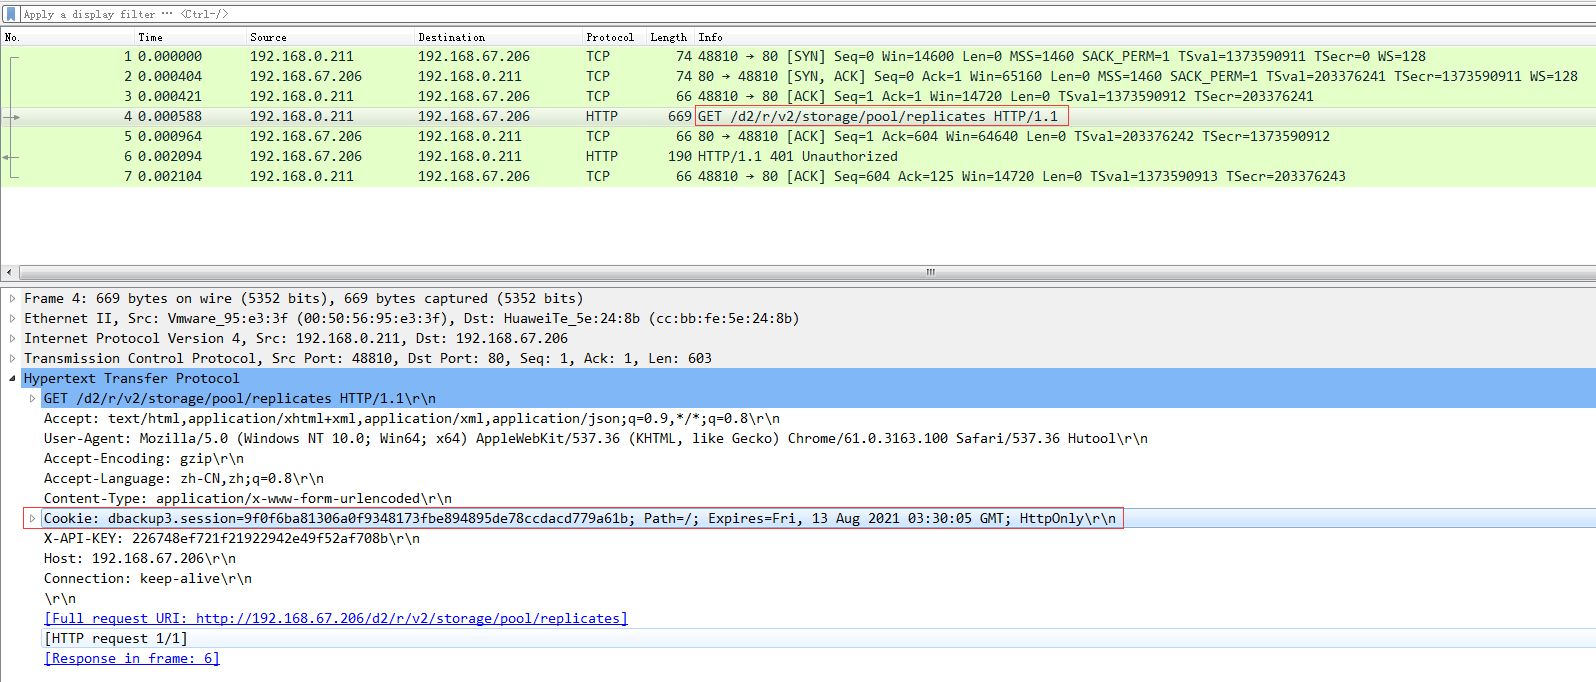 Apply a display filter ··· <Ctrl-/>
No. Time Source Destination Protocol Length Info
1 0.000000 192.168.0.211 192.168.67.206 TCP 74 48810 → 80 [SYN] Seq=0 Win=14600 Len=0 MSS=1460 SACK_PERM=1 TSval=1373590911 TSecr=0 WS=128
2 0.000404 192.168.67.206 192.168.0.211 TCP 74 80 → 48810 [SYN, ACK] Seq=0 Ack=1 Win=65160 Len=0 MSS=1460 SACK_PERM=1 TSval=203376241 TSecr=1373590911 WS=128
3 0.000421 192.168.0.211 192.168.67.206 TCP 66 48810 → 80 [ACK] Seq=1 Ack=1 Win=14720 Len=0 TSval=1373590912 TSecr=203376241
4 0.000588 192.168.0.211 192.168.67.206 HTTP 669 GET /d2/r/v2/storage/pool/replicates HTTP/1.1
5 0.000964 192.168.67.206 192.168.0.211 TCP 66 80 → 48810 [ACK] Seq=1 Ack=604 Win=64640 Len=0 TSval=203376242 TSecr=1373590912
6 0.002094 192.168.67.206 192.168.0.211 HTTP 190 HTTP/1.1 401 Unauthorized
7 0.002104 192.168.0.211 192.168.67.206 TCP 66 48810 → 80 [ACK] Seq=604 Ack=125 Win=14720 Len=0 TSval=1373590913 TSecr=203376243
Frame 4: 669 bytes on wire (5352 bits), 669 bytes captured (5352 bits)
Ethernet II, Src: Vmware_95:e3:3f (00:50:56:95:e3:3f), Dst: HuaweiTe_5e:24:8b (cc:bb:fe:5e:24:8b)
Internet Protocol Version 4, Src: 192.168.0.211, Dst: 192.168.67.206
Transmission Control Protocol, Src Port: 48810, Dst Port: 80, Seq: 1, Ack: 1, Len: 603
Hypertext Transfer Protocol
GET /d2/r/v2/storage/pool/replicates HTTP/1.1\r\n
Accept: text/html,application/xhtml+xml,application/xml,application/json;q=0.9,*/*;q=0.8\r\n
User-Agent: Mozilla/5.0 (Windows NT 10.0; Win64; x64) AppleWebKit/537.36 (KHTML, like Gecko) Chrome/61.0.3163.100 Safari/537.36 Hutool\r\n
Accept-Encoding: gzip\r\n
Accept-Language: zh-CN,zh;q=0.8\r\n
Content-Type: application/x-www-form-urlencoded\r\n
Cookie: dbackup3.session=9f0f6ba81306a0f9348173fbe894895de78ccdacd779a61b; Path=/; Expires=Fri, 13 Aug 2021 03:30:05 GMT; HttpOnly\r\n
X-API-KEY: 226748ef721f21922942e49f52af708b\r\n
Host: 192.168.67.206\r\n
Connection: keep-alive\r\n
\r\n
[Full request URI: http://192.168.67.206/d2/r/v2/storage/pool/replicates]
[HTTP request 1/1]
[Response in frame: 6]